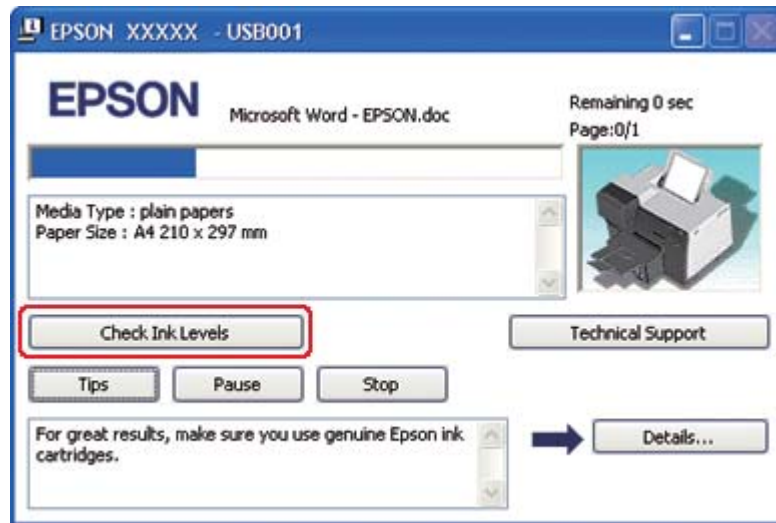 EPSON XXXXX - USB001
EPSON
Microsoft Word - EPSON.doc
Remaining 0 sec
Page:0/1
Media Type : plain papers
Paper Size : A4 210 x 297 mm
Check Ink Levels
Technical Support
Tips
Pause
Stop
For great results, make sure you use genuine Epson ink
cartridges.
Details...